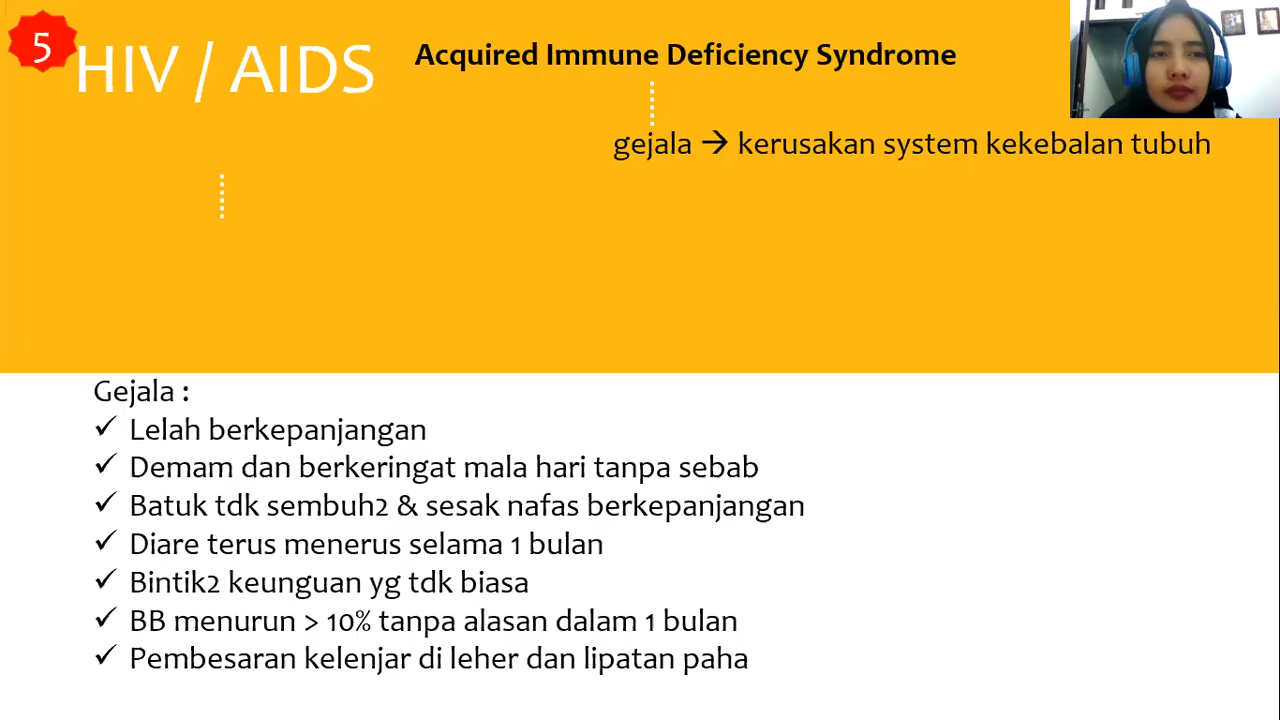 5
HIV / AIDS
Acquired Immune Deficiency Syndrome
gejala → kerusakan system kekebalan tubuh
Gejala :
✓ Lelah berkepanjangan
✓ Demam dan berkeringat mala hari tanpa sebab
✓ Batuk tdk sembuh2 & sesak nafas berkepanjangan
✓ Diare terus menerus selama 1 bulan
✓ Bintik2 keunguan yg tdk biasa
✓ BB menurun > 10% tanpa alasan dalam 1 bulan
✓ Pembesaran kelenjar di leher dan lipatan paha